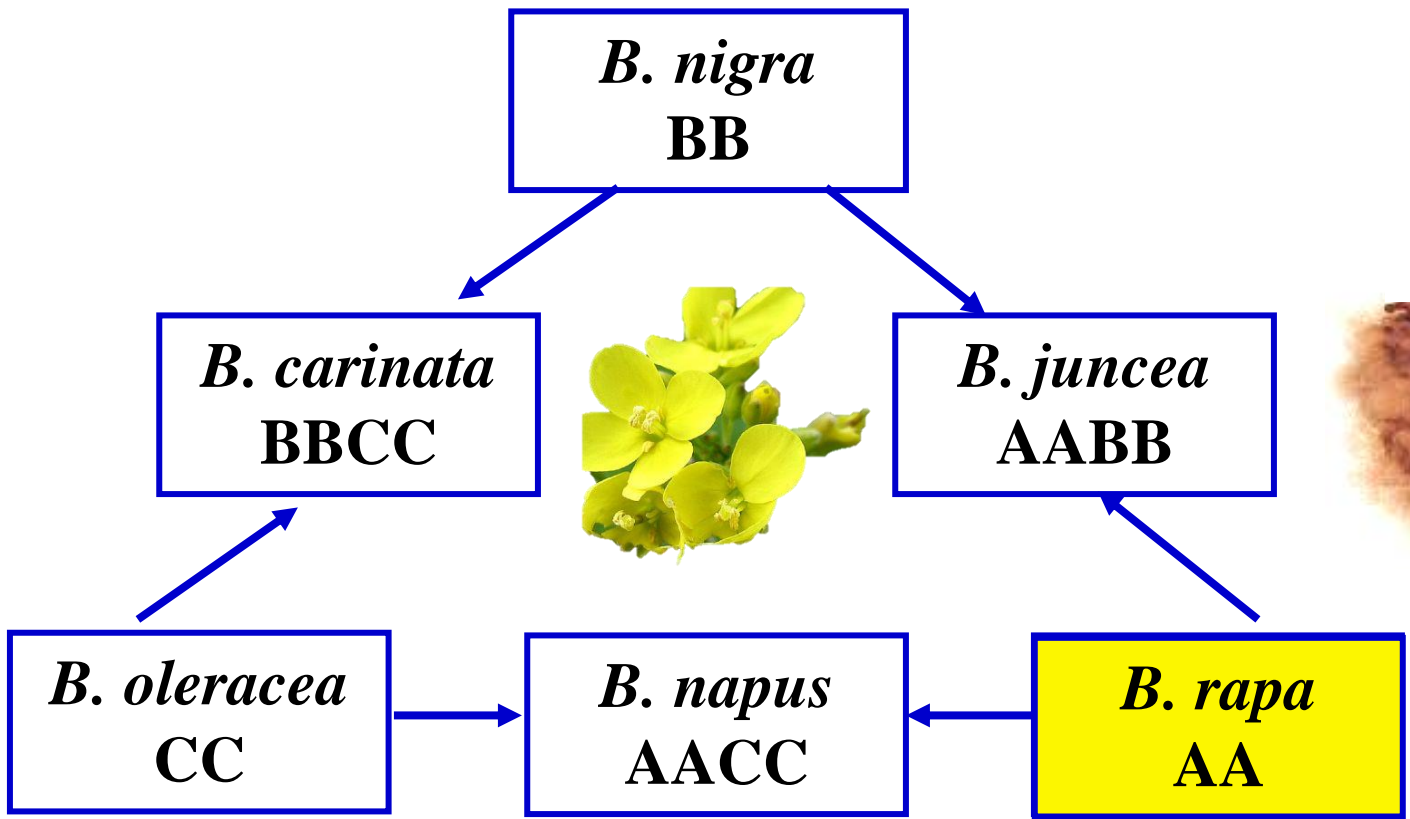 B. nigra
BB
B. carinata
BBCC
B. juncea
AABB
B. oleracea
CC
B. napus
AACC
B. rapa
AA